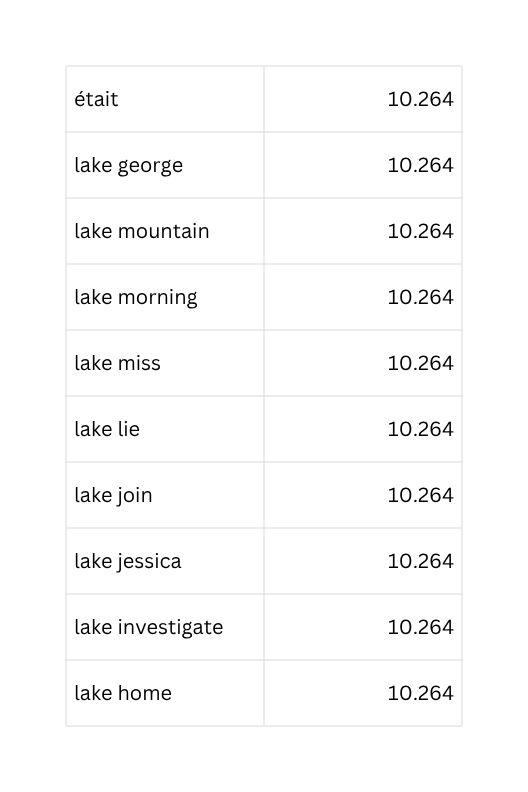 était 10.264
lake george 10.264
lake mountain 10.264
lake morning 10.264
lake miss 10.264
lake lie 10.264
lake join 10.264
lake jessica 10.264
lake investigate 10.264
lake home 10.264